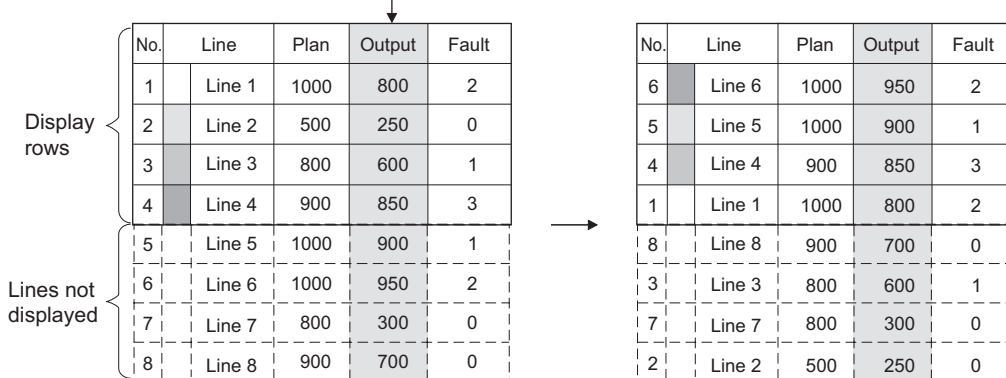 No. Line Plan Output Fault
1 Line 1 1000 800 2
2 Line 2 500 250 0
3 Line 3 800 600 1
4 Line 4 900 850 3
5 Line 5 1000 900 1
6 Line 6 1000 950 2
7 Line 7 800 300 0
8 Line 8 900 700 0
Display
rows
Lines not
displayed
No. Line Plan Output Fault
6 Line 6 1000 950 2
5 Line 5 1000 900 1
4 Line 4 900 850 3
1 Line 1 1000 800 2
8 Line 8 900 700 0
3 Line 3 800 600 1
7 Line 7 800 300 0
2 Line 2 500 250 0